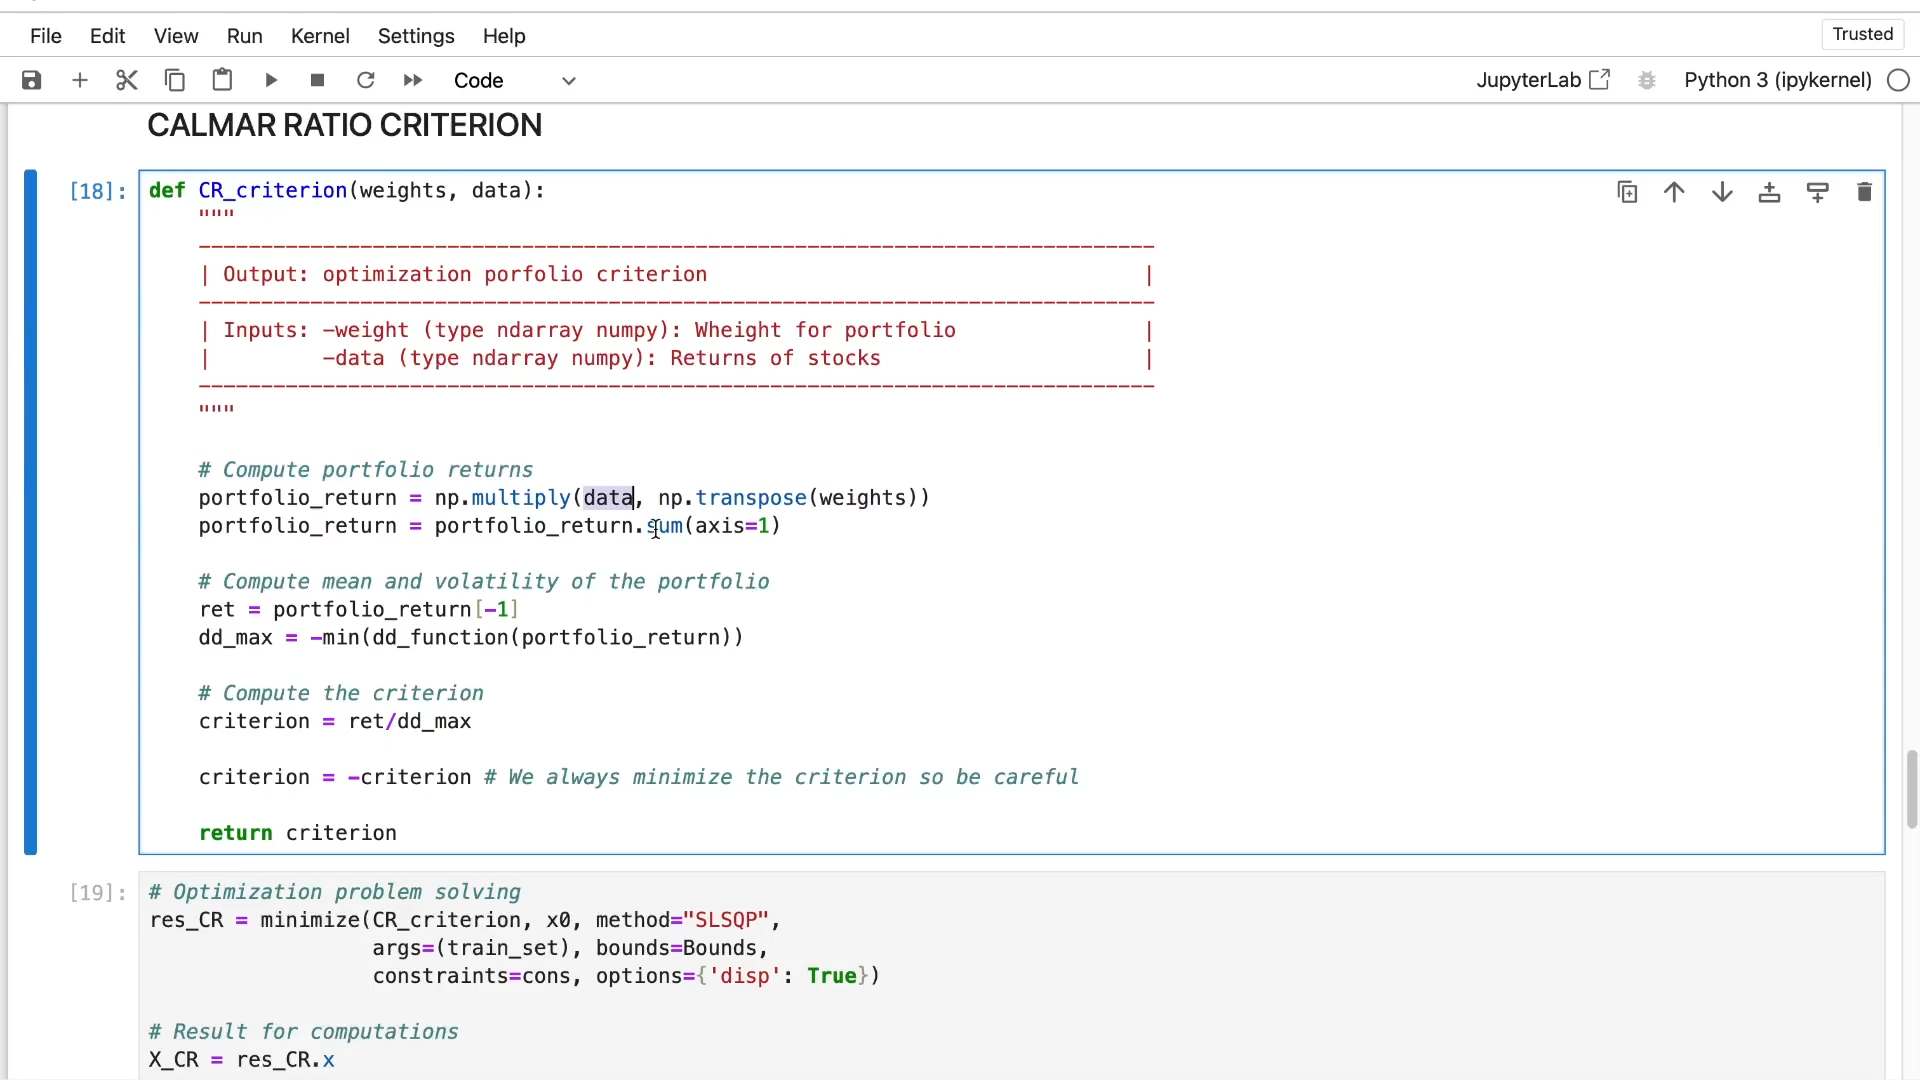 File Edit View Run Kernel Settings Help Trusted
Code JupyterLab Python 3 (ipykernel)
CALMAR RATIO CRITERION
[18]: def CR_criterion(weights, data):
"""
------------------------------------------------------------------------------
| Output: optimization porfolio criterion |
------------------------------------------------------------------------------
| Inputs: -weight (type ndarray numpy): Wheight for portfolio |
| -data (type ndarray numpy): Returns of stocks |
------------------------------------------------------------------------------
"""
# Compute portfolio returns
portfolio_return = np.multiply(data, np.transpose(weights))
portfolio_return = portfolio_return.sum(axis=1)
# Compute mean and volatility of the portfolio
ret = portfolio_return[-1]
dd_max = -min(dd_function(portfolio_return))
# Compute the criterion
criterion = ret/dd_max
criterion = -criterion # We always minimize the criterion so be careful
return criterion
[19]: # Optimization problem solving
res_CR = minimize(CR_criterion, x0, method="SLSQP",
args=(train_set), bounds=Bounds,
constraints=cons, options={'disp': True})
# Result for computations
X_CR = res_CR.x